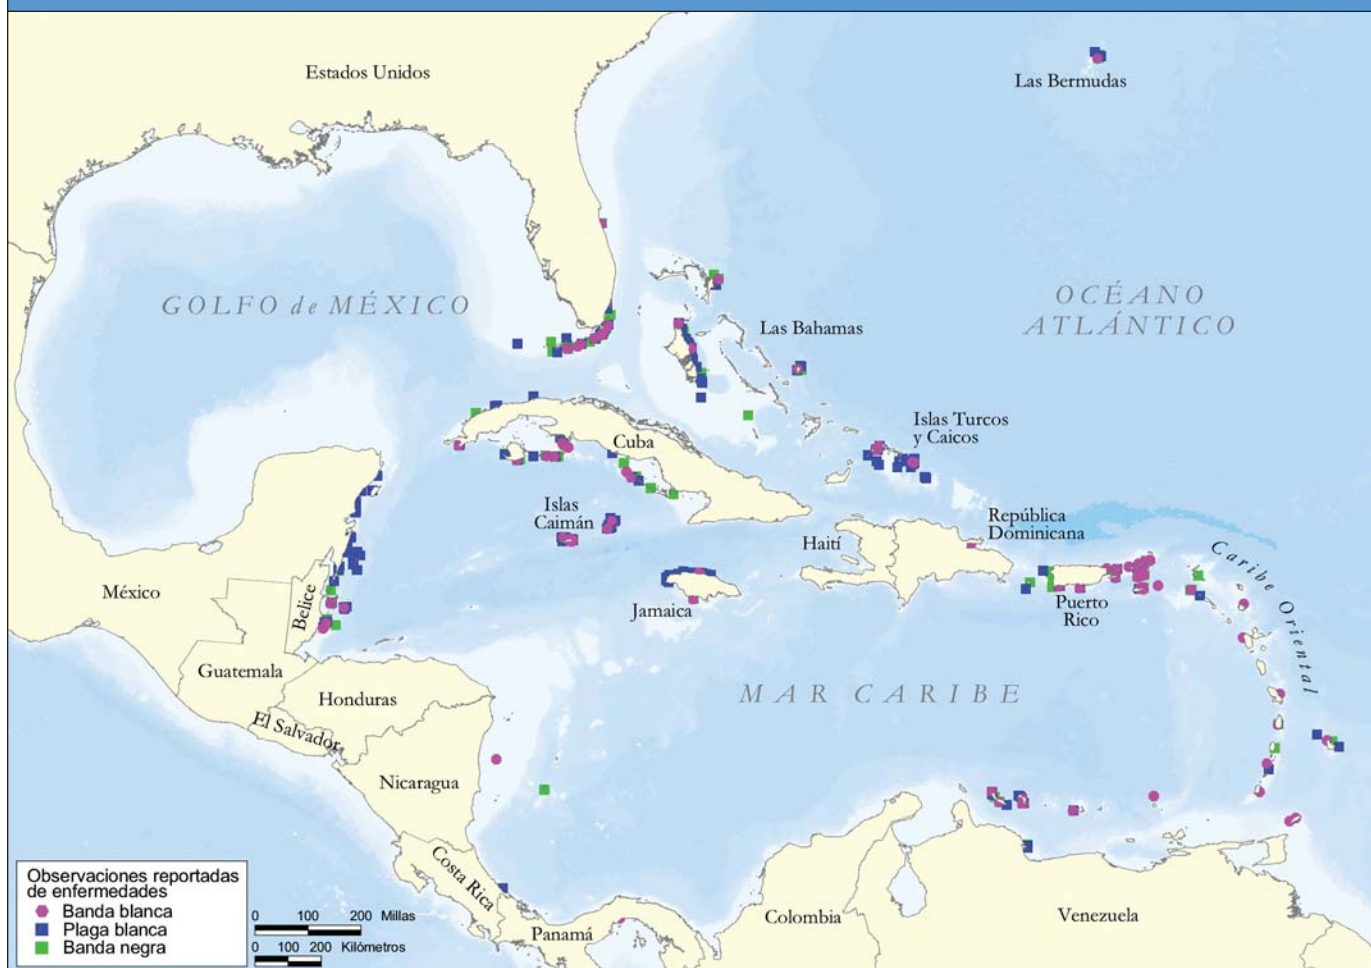 Estados Unidos
Las Bermudas
GOLFO de MÉXICO
OCÉANO
ATLÁNTICO
Las Bahamas
Islas Turcos
y Caicos
Cuba
Islas
Caimán
República
Dominicana
Haití
Caribe Oriental
México
Belice
Jamaica
Puerto
Rico
Guatemala
Honduras
MAR CARIBE
El Salvador
Nicaragua
Costa Rica
Panamá
Colombia
Venezuela
Observaciones reportadas
de enfermedades
Banda blanca
Plaga blanca
Banda negra
0 100 200 Millas
0 100 200 Kilómetros